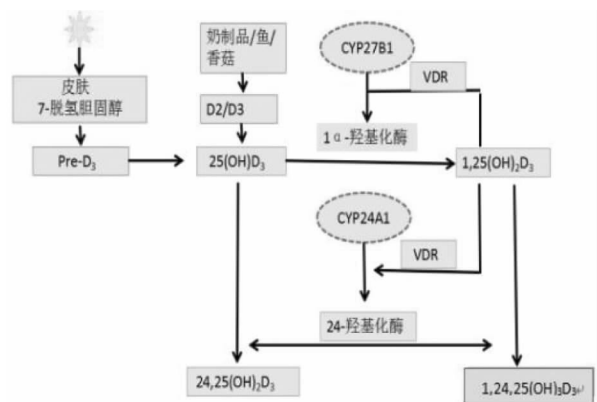 奶制品/鱼/
香菇
CYP27B1
VDR
皮肤
7-脱氢胆固醇
D2/D3
1α-羟基化酶
Pre-D₃
25(OH)D₃
1,25(OH)₂D₃
CYP24A1
VDR
24-羟基化酶
24,25(OH)₂D₃
1,24,25(OH)₃D₃↵